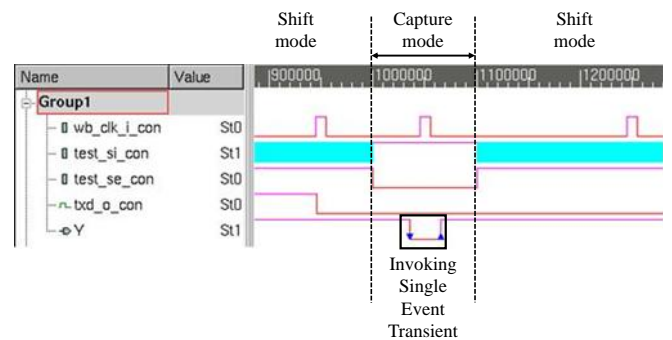 Shift
mode
Capture
mode
Shift
mode
Name Value 900000 1000000 1100000 1200000
Group1
wb_clk_i_con St0
test_si_con St1
test_se_con St0
txd_o_con St0
Y St1
Invoking
Single
Event
Transient